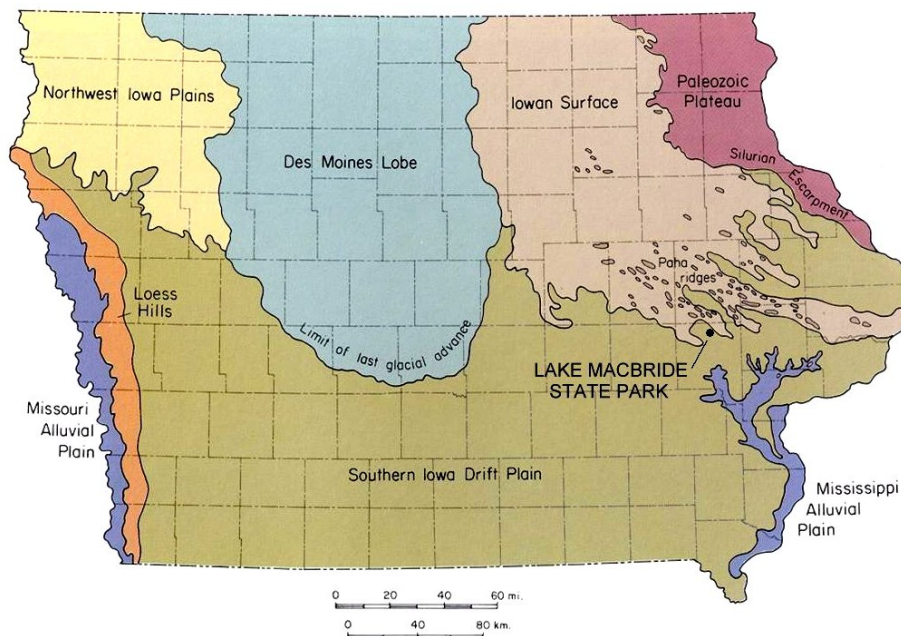 Northwest Iowa Plains
Des Moines Lobe
Iowan Surface
Paleozoic
Plateau
Silurian
Escarpment
Paha
ridges
Loess
Hills
Limit of last glacial advance
LAKE MACBRIDE
STATE PARK
Missouri
Alluvial
Plain
Southern Iowa Drift Plain
Mississippi
Alluvial
Plain
0 20 40 60 mi.
0 40 80 km.